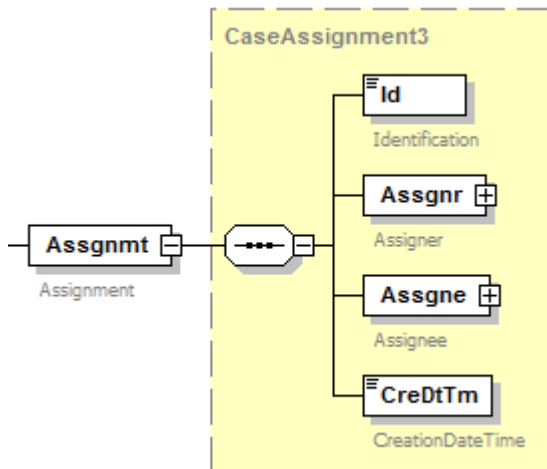 CaseAssignment3
Id
Identification
Assgnr
Assigner
Assgnmt
Assignment
Assgne
Assignee
CreDtTm
CreationDateTime